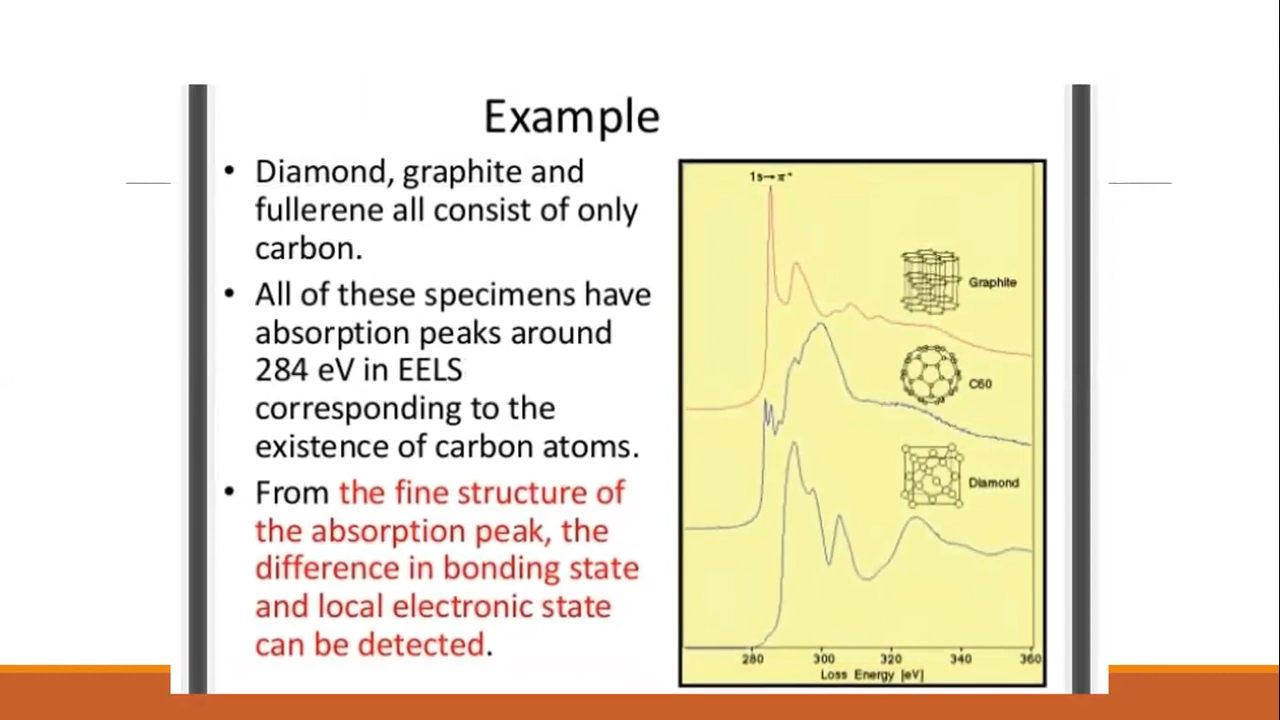 Example
• Diamond, graphite and
fullerene all consist of only
carbon.
• All of these specimens have
absorption peaks around
284 eV in EELS
corresponding to the
existence of carbon atoms.
• From the fine structure of
the absorption peak, the
difference in bonding state
and local electronic state
can be detected.
1s→π*
Graphite
C60
Diamond
280 300 320 340 360
Loss Energy [eV]